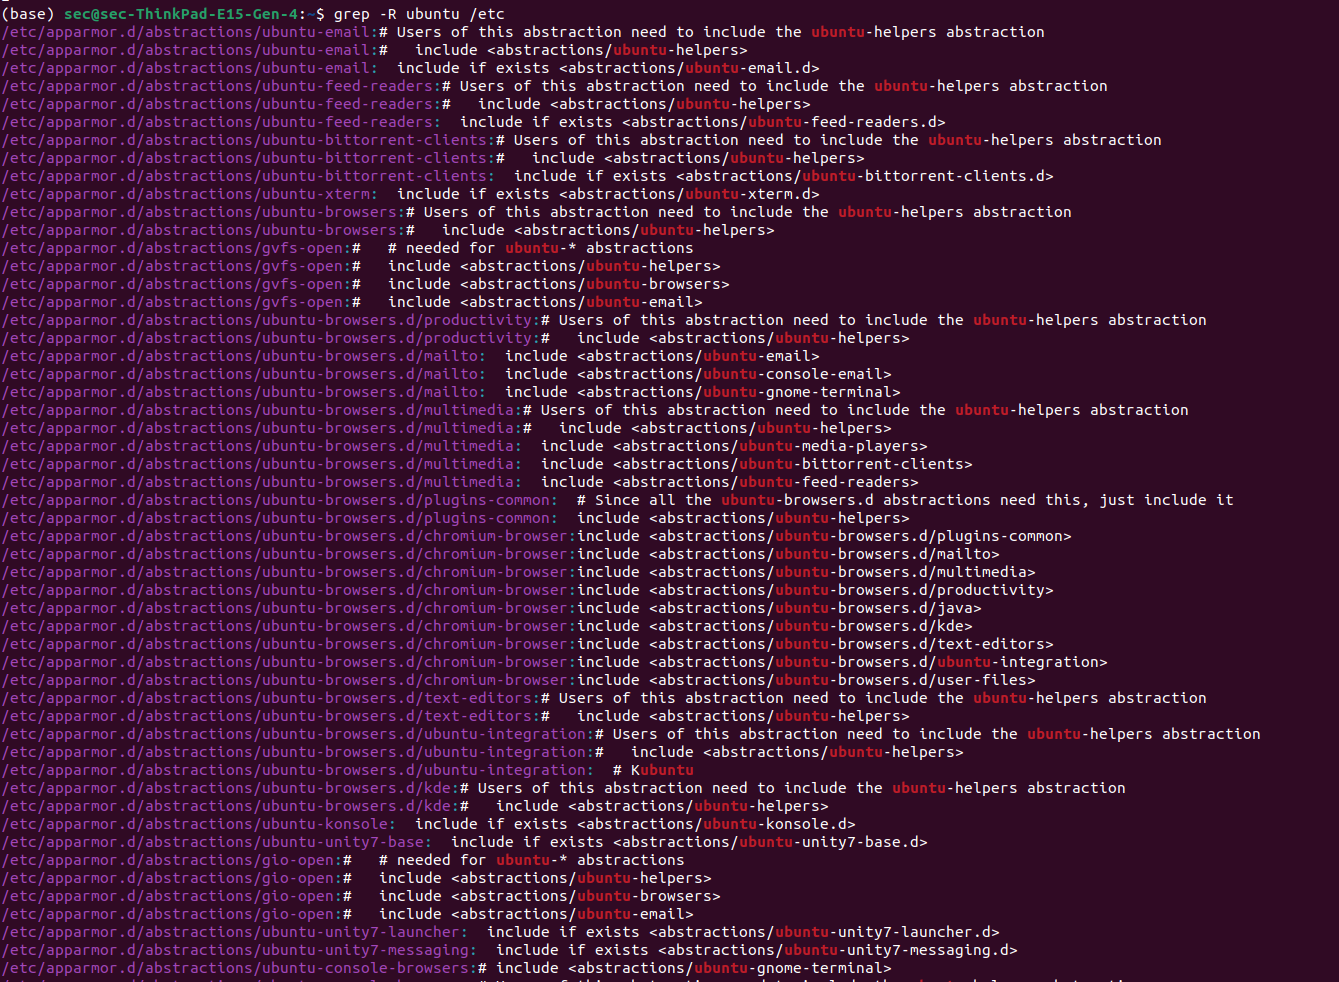 (base) sec@sec-ThinkPad-E15-Gen-4:~$ grep -R ubuntu /etc
/etc/apparmor.d/abstractions/ubuntu-email:# Users of this abstraction need to include the ubuntu-helpers abstraction
/etc/apparmor.d/abstractions/ubuntu-email:#   include <abstractions/ubuntu-helpers>
/etc/apparmor.d/abstractions/ubuntu-email:  include if exists <abstractions/ubuntu-email.d>
/etc/apparmor.d/abstractions/ubuntu-feed-readers:# Users of this abstraction need to include the ubuntu-helpers abstraction
/etc/apparmor.d/abstractions/ubuntu-feed-readers:#   include <abstractions/ubuntu-helpers>
/etc/apparmor.d/abstractions/ubuntu-feed-readers:  include if exists <abstractions/ubuntu-feed-readers.d>
/etc/apparmor.d/abstractions/ubuntu-bittorrent-clients:# Users of this abstraction need to include the ubuntu-helpers abstraction
/etc/apparmor.d/abstractions/ubuntu-bittorrent-clients:#   include <abstractions/ubuntu-helpers>
/etc/apparmor.d/abstractions/ubuntu-bittorrent-clients:  include if exists <abstractions/ubuntu-bittorrent-clients.d>
/etc/apparmor.d/abstractions/ubuntu-xterm:  include if exists <abstractions/ubuntu-xterm.d>
/etc/apparmor.d/abstractions/ubuntu-browsers:# Users of this abstraction need to include the ubuntu-helpers abstraction
/etc/apparmor.d/abstractions/ubuntu-browsers:#   include <abstractions/ubuntu-helpers>
/etc/apparmor.d/abstractions/gvfs-open:#   # needed for ubuntu-* abstractions
/etc/apparmor.d/abstractions/gvfs-open:#   include <abstractions/ubuntu-helpers>
/etc/apparmor.d/abstractions/gvfs-open:#   include <abstractions/ubuntu-browsers>
/etc/apparmor.d/abstractions/gvfs-open:#   include <abstractions/ubuntu-email>
/etc/apparmor.d/abstractions/ubuntu-browsers.d/productivity:# Users of this abstraction need to include the ubuntu-helpers abstraction
/etc/apparmor.d/abstractions/ubuntu-browsers.d/productivity:#   include <abstractions/ubuntu-helpers>
/etc/apparmor.d/abstractions/ubuntu-browsers.d/mailto:  include <abstractions/ubuntu-email>
/etc/apparmor.d/abstractions/ubuntu-browsers.d/mailto:  include <abstractions/ubuntu-console-email>
/etc/apparmor.d/abstractions/ubuntu-browsers.d/mailto:  include <abstractions/ubuntu-gnome-terminal>
/etc/apparmor.d/abstractions/ubuntu-browsers.d/multimedia:# Users of this abstraction need to include the ubuntu-helpers abstraction
/etc/apparmor.d/abstractions/ubuntu-browsers.d/multimedia:#   include <abstractions/ubuntu-helpers>
/etc/apparmor.d/abstractions/ubuntu-browsers.d/multimedia:  include <abstractions/ubuntu-media-players>
/etc/apparmor.d/abstractions/ubuntu-browsers.d/multimedia:  include <abstractions/ubuntu-bittorrent-clients>
/etc/apparmor.d/abstractions/ubuntu-browsers.d/multimedia:  include <abstractions/ubuntu-feed-readers>
/etc/apparmor.d/abstractions/ubuntu-browsers.d/plugins-common:  # Since all the ubuntu-browsers.d abstractions need this, just include it
/etc/apparmor.d/abstractions/ubuntu-browsers.d/plugins-common:  include <abstractions/ubuntu-helpers>
/etc/apparmor.d/abstractions/ubuntu-browsers.d/chromium-browser:include <abstractions/ubuntu-browsers.d/plugins-common>
/etc/apparmor.d/abstractions/ubuntu-browsers.d/chromium-browser:include <abstractions/ubuntu-browsers.d/mailto>
/etc/apparmor.d/abstractions/ubuntu-browsers.d/chromium-browser:include <abstractions/ubuntu-browsers.d/multimedia>
/etc/apparmor.d/abstractions/ubuntu-browsers.d/chromium-browser:include <abstractions/ubuntu-browsers.d/productivity>
/etc/apparmor.d/abstractions/ubuntu-browsers.d/chromium-browser:include <abstractions/ubuntu-browsers.d/java>
/etc/apparmor.d/abstractions/ubuntu-browsers.d/chromium-browser:include <abstractions/ubuntu-browsers.d/kde>
/etc/apparmor.d/abstractions/ubuntu-browsers.d/chromium-browser:include <abstractions/ubuntu-browsers.d/text-editors>
/etc/apparmor.d/abstractions/ubuntu-browsers.d/chromium-browser:include <abstractions/ubuntu-browsers.d/ubuntu-integration>
/etc/apparmor.d/abstractions/ubuntu-browsers.d/chromium-browser:include <abstractions/ubuntu-browsers.d/user-files>
/etc/apparmor.d/abstractions/ubuntu-browsers.d/text-editors:# Users of this abstraction need to include the ubuntu-helpers abstraction
/etc/apparmor.d/abstractions/ubuntu-browsers.d/text-editors:#   include <abstractions/ubuntu-helpers>
/etc/apparmor.d/abstractions/ubuntu-browsers.d/ubuntu-integration:# Users of this abstraction need to include the ubuntu-helpers abstraction
/etc/apparmor.d/abstractions/ubuntu-browsers.d/ubuntu-integration:#   include <abstractions/ubuntu-helpers>
/etc/apparmor.d/abstractions/ubuntu-browsers.d/ubuntu-integration:  # Kubuntu
/etc/apparmor.d/abstractions/ubuntu-browsers.d/kde:# Users of this abstraction need to include the ubuntu-helpers abstraction
/etc/apparmor.d/abstractions/ubuntu-browsers.d/kde:#   include <abstractions/ubuntu-helpers>
/etc/apparmor.d/abstractions/ubuntu-konsole:  include if exists <abstractions/ubuntu-konsole.d>
/etc/apparmor.d/abstractions/ubuntu-unity7-base:  include if exists <abstractions/ubuntu-unity7-base.d>
/etc/apparmor.d/abstractions/gio-open:#   # needed for ubuntu-* abstractions
/etc/apparmor.d/abstractions/gio-open:#   include <abstractions/ubuntu-helpers>
/etc/apparmor.d/abstractions/gio-open:#   include <abstractions/ubuntu-browsers>
/etc/apparmor.d/abstractions/gio-open:#   include <abstractions/ubuntu-email>
/etc/apparmor.d/abstractions/ubuntu-unity7-launcher:  include if exists <abstractions/ubuntu-unity7-launcher.d>
/etc/apparmor.d/abstractions/ubuntu-unity7-messaging:  include if exists <abstractions/ubuntu-unity7-messaging.d>
/etc/apparmor.d/abstractions/ubuntu-console-browsers:# include <abstractions/ubuntu-gnome-terminal>